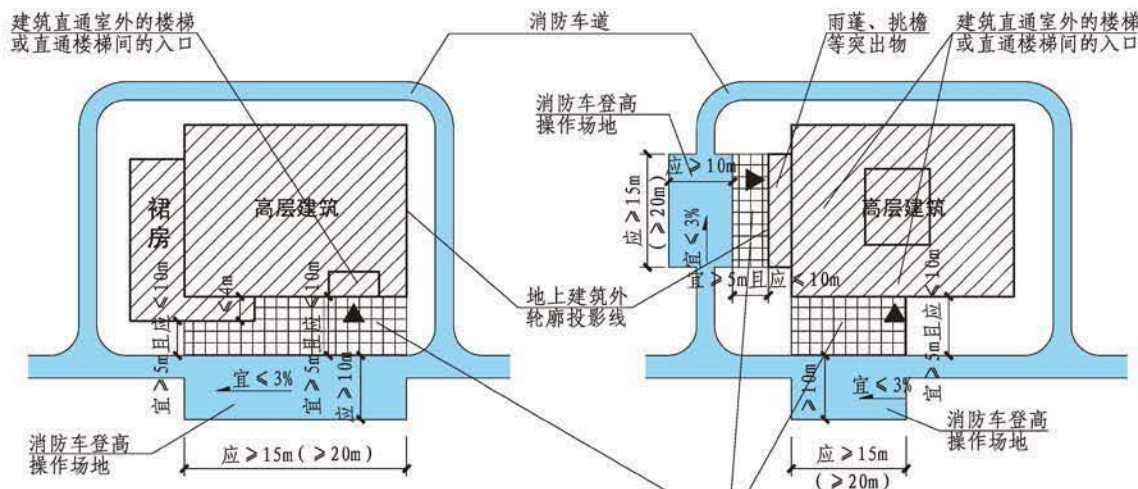 建筑直通室外的楼梯
或直通楼梯间的入口
消防车道
雨蓬、挑檐
等突出物
建筑直通室外的楼梯
或直通楼梯间的入口
消防车登高
操作场地
裙房
高层建筑
宜≥5m且应≤10m
≤4m
宜≥5m且应≤10m
应≥10m
宜≤3%
消防车登高
操作场地
应≥15m(≥20m)
地上建筑外
轮廓投影线
应≥10m
应≥15m
(≥20m)
宜≤3%
宜≥5m且应≤10m
高层建筑
宜≥5m且应≤10m
≥10m
宜≤3%
消防车登高
操作场地
应≥15m
(≥20m)